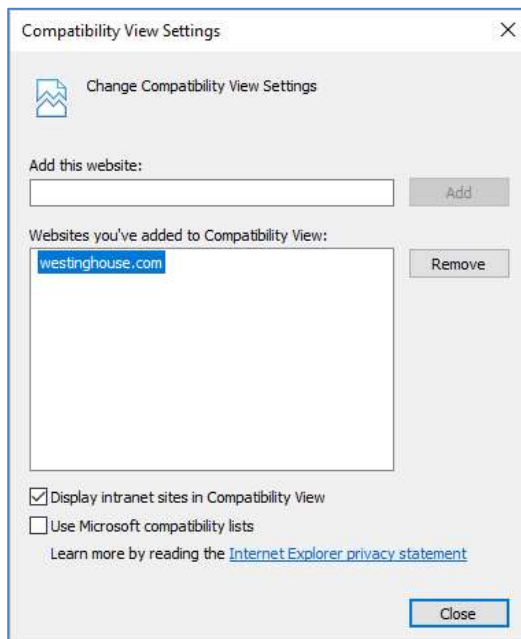 Compatibility View Settings
Change Compatibility View Settings
Add this website:
Add
Websites you've added to Compatibility View:
westinghouse.com
Remove
Display intranet sites in Compatibility View
Use Microsoft compatibility lists
Learn more by reading the Internet Explorer privacy statement
Close